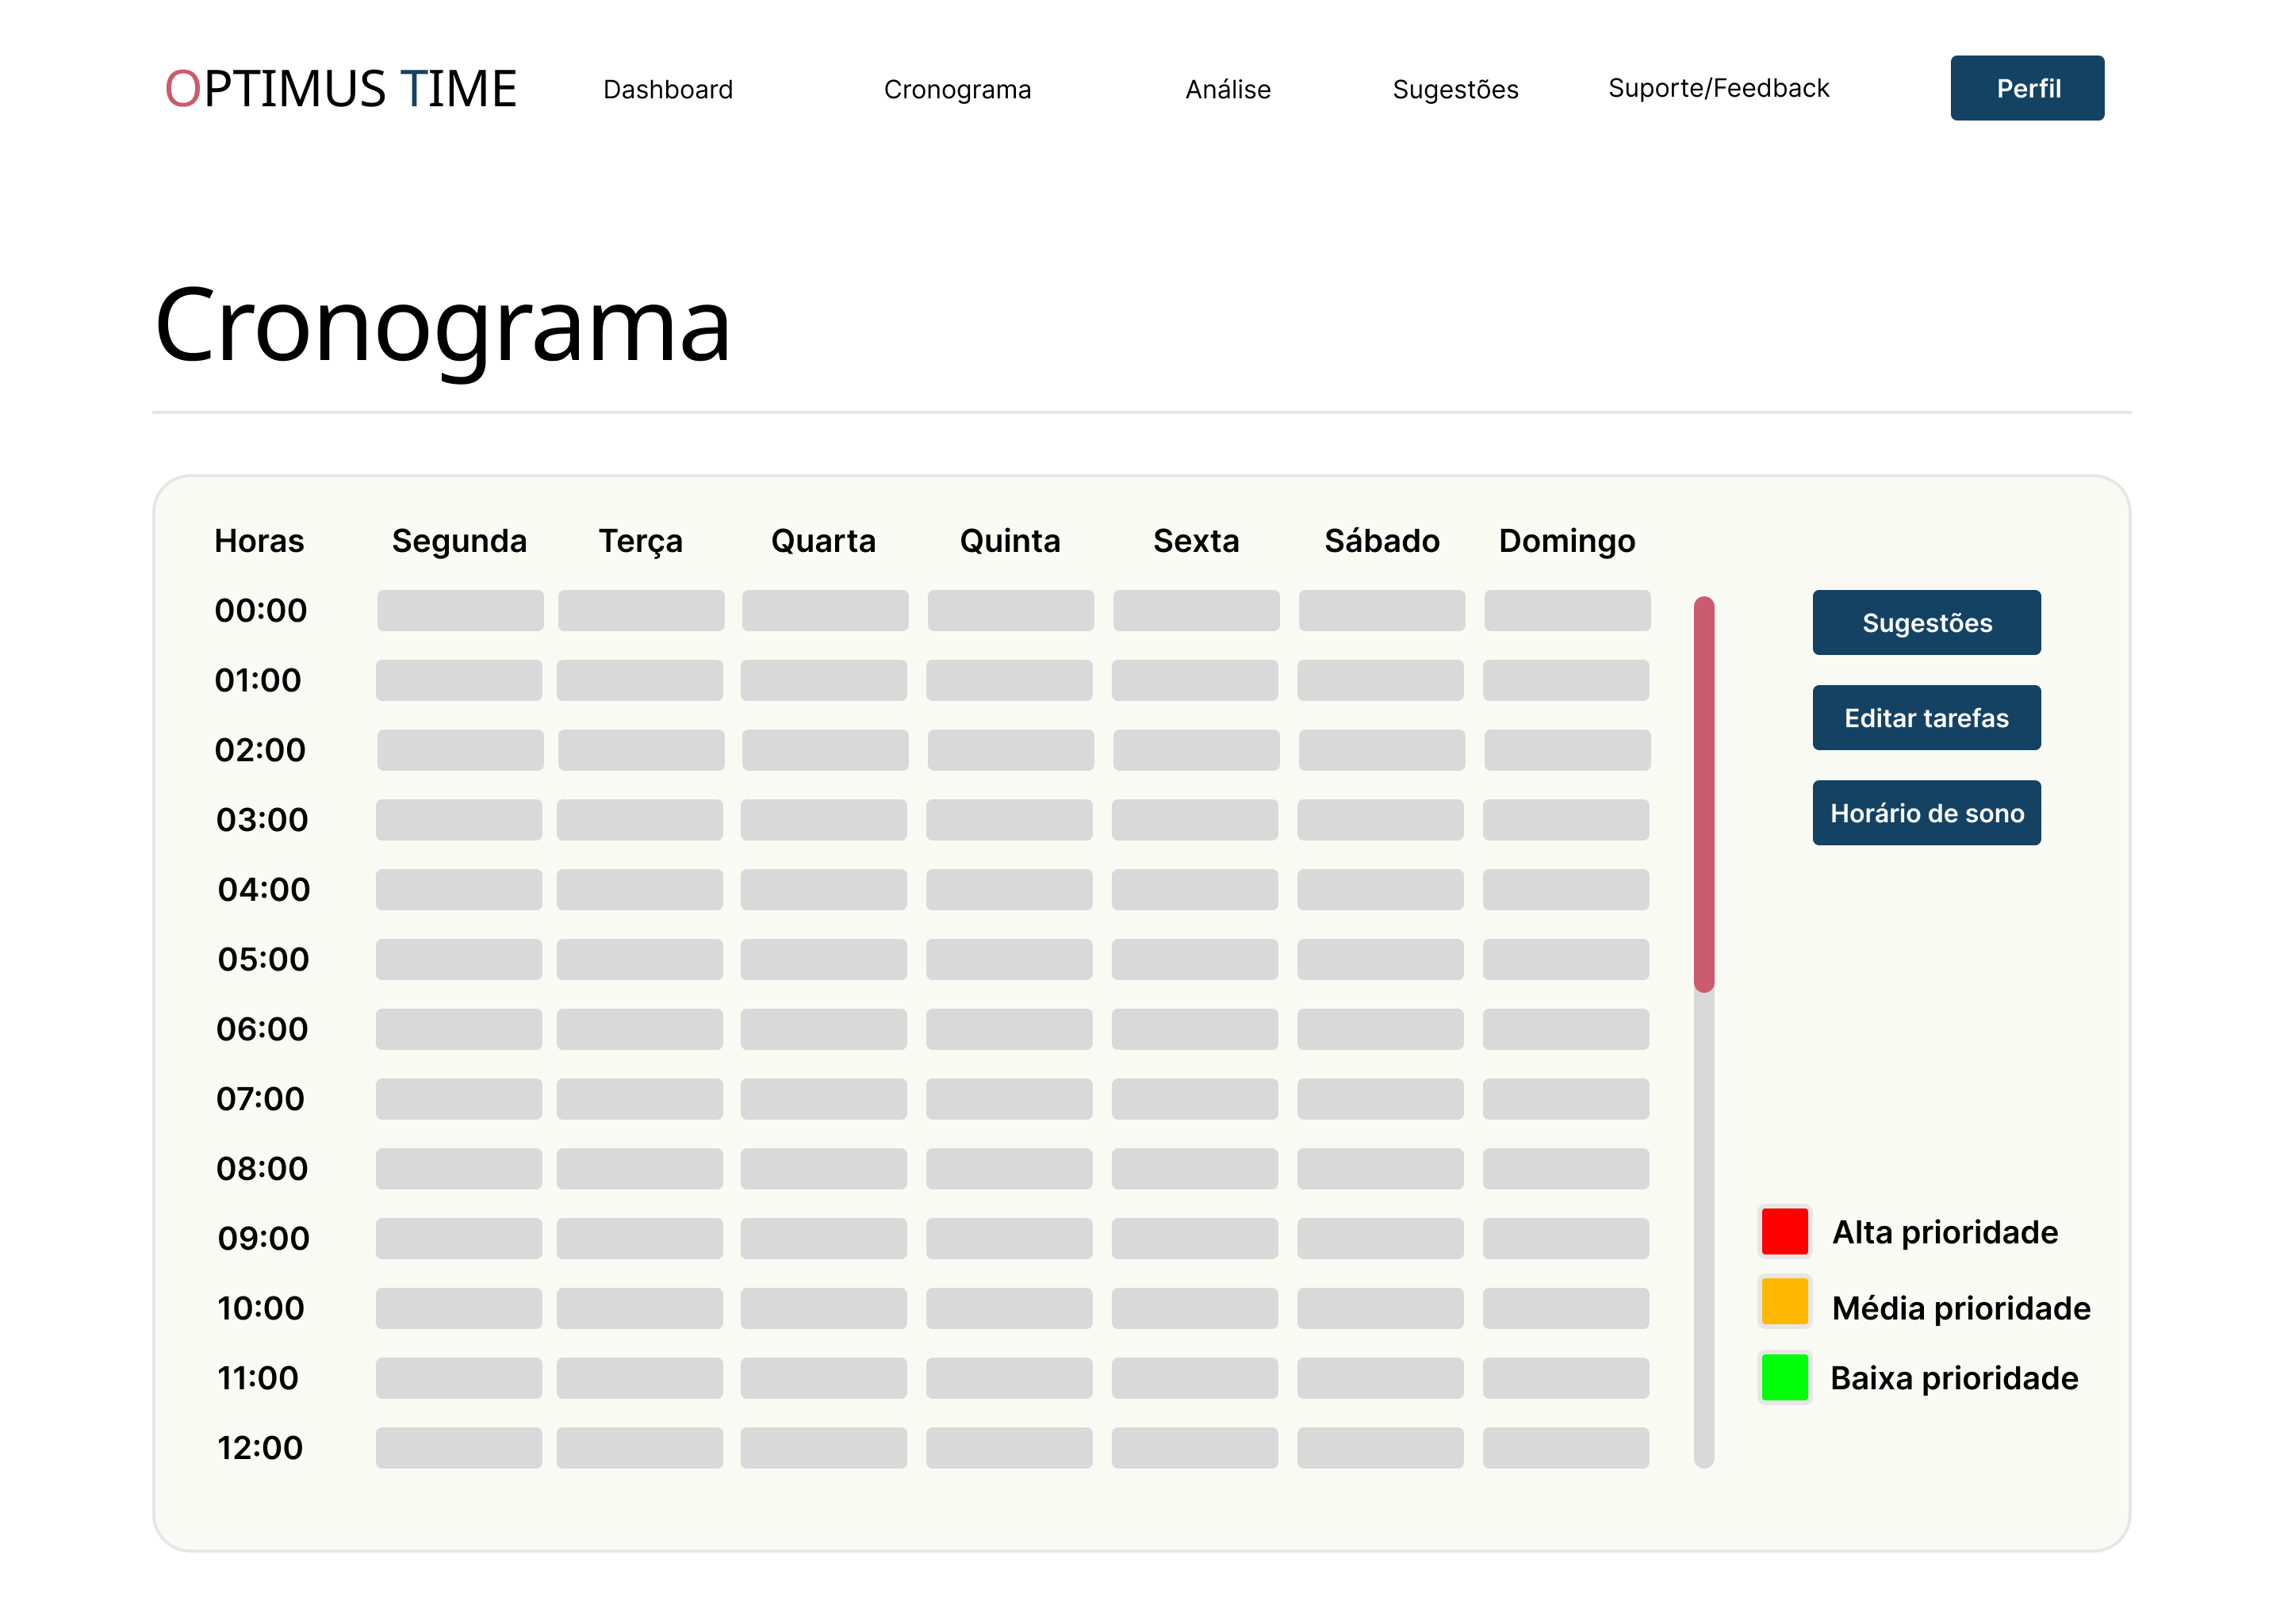 OPTIMUS TIME Dashboard Cronograma Análise Sugestões Suporte/Feedback Perfil
Cronograma
Horas Segunda Terça Quarta Quinta Sexta Sábado Domingo
00:00
Sugestões
01:00
Editar tarefas
02:00
03:00
Horário de sono
04:00
05:00
06:00
07:00
08:00
09:00
Alta prioridade
10:00
Média prioridade
11:00
Baixa prioridade
12:00